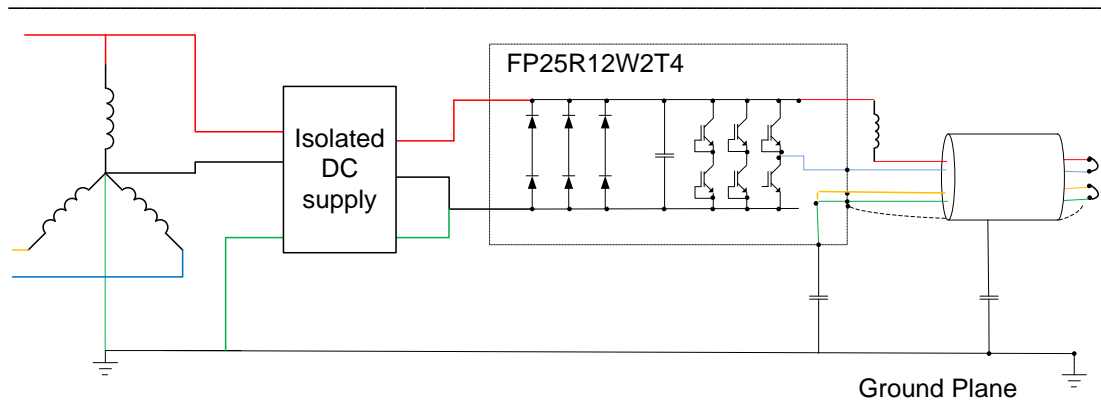 FP25R12W2T4
Isolated
DC
supply
Ground Plane